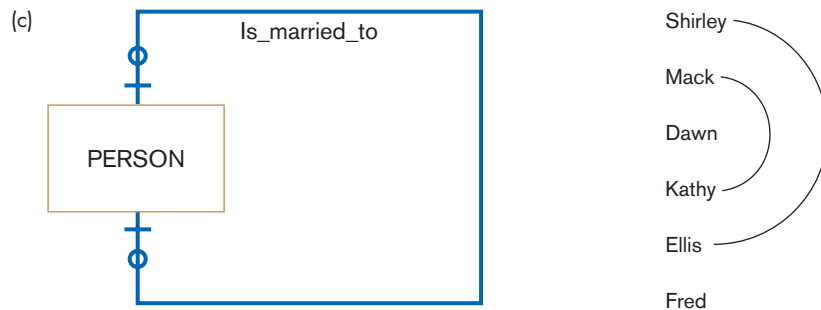 (c)
Is_married_to
PERSON
Shirley
Mack
Dawn
Kathy
Ellis
Fred